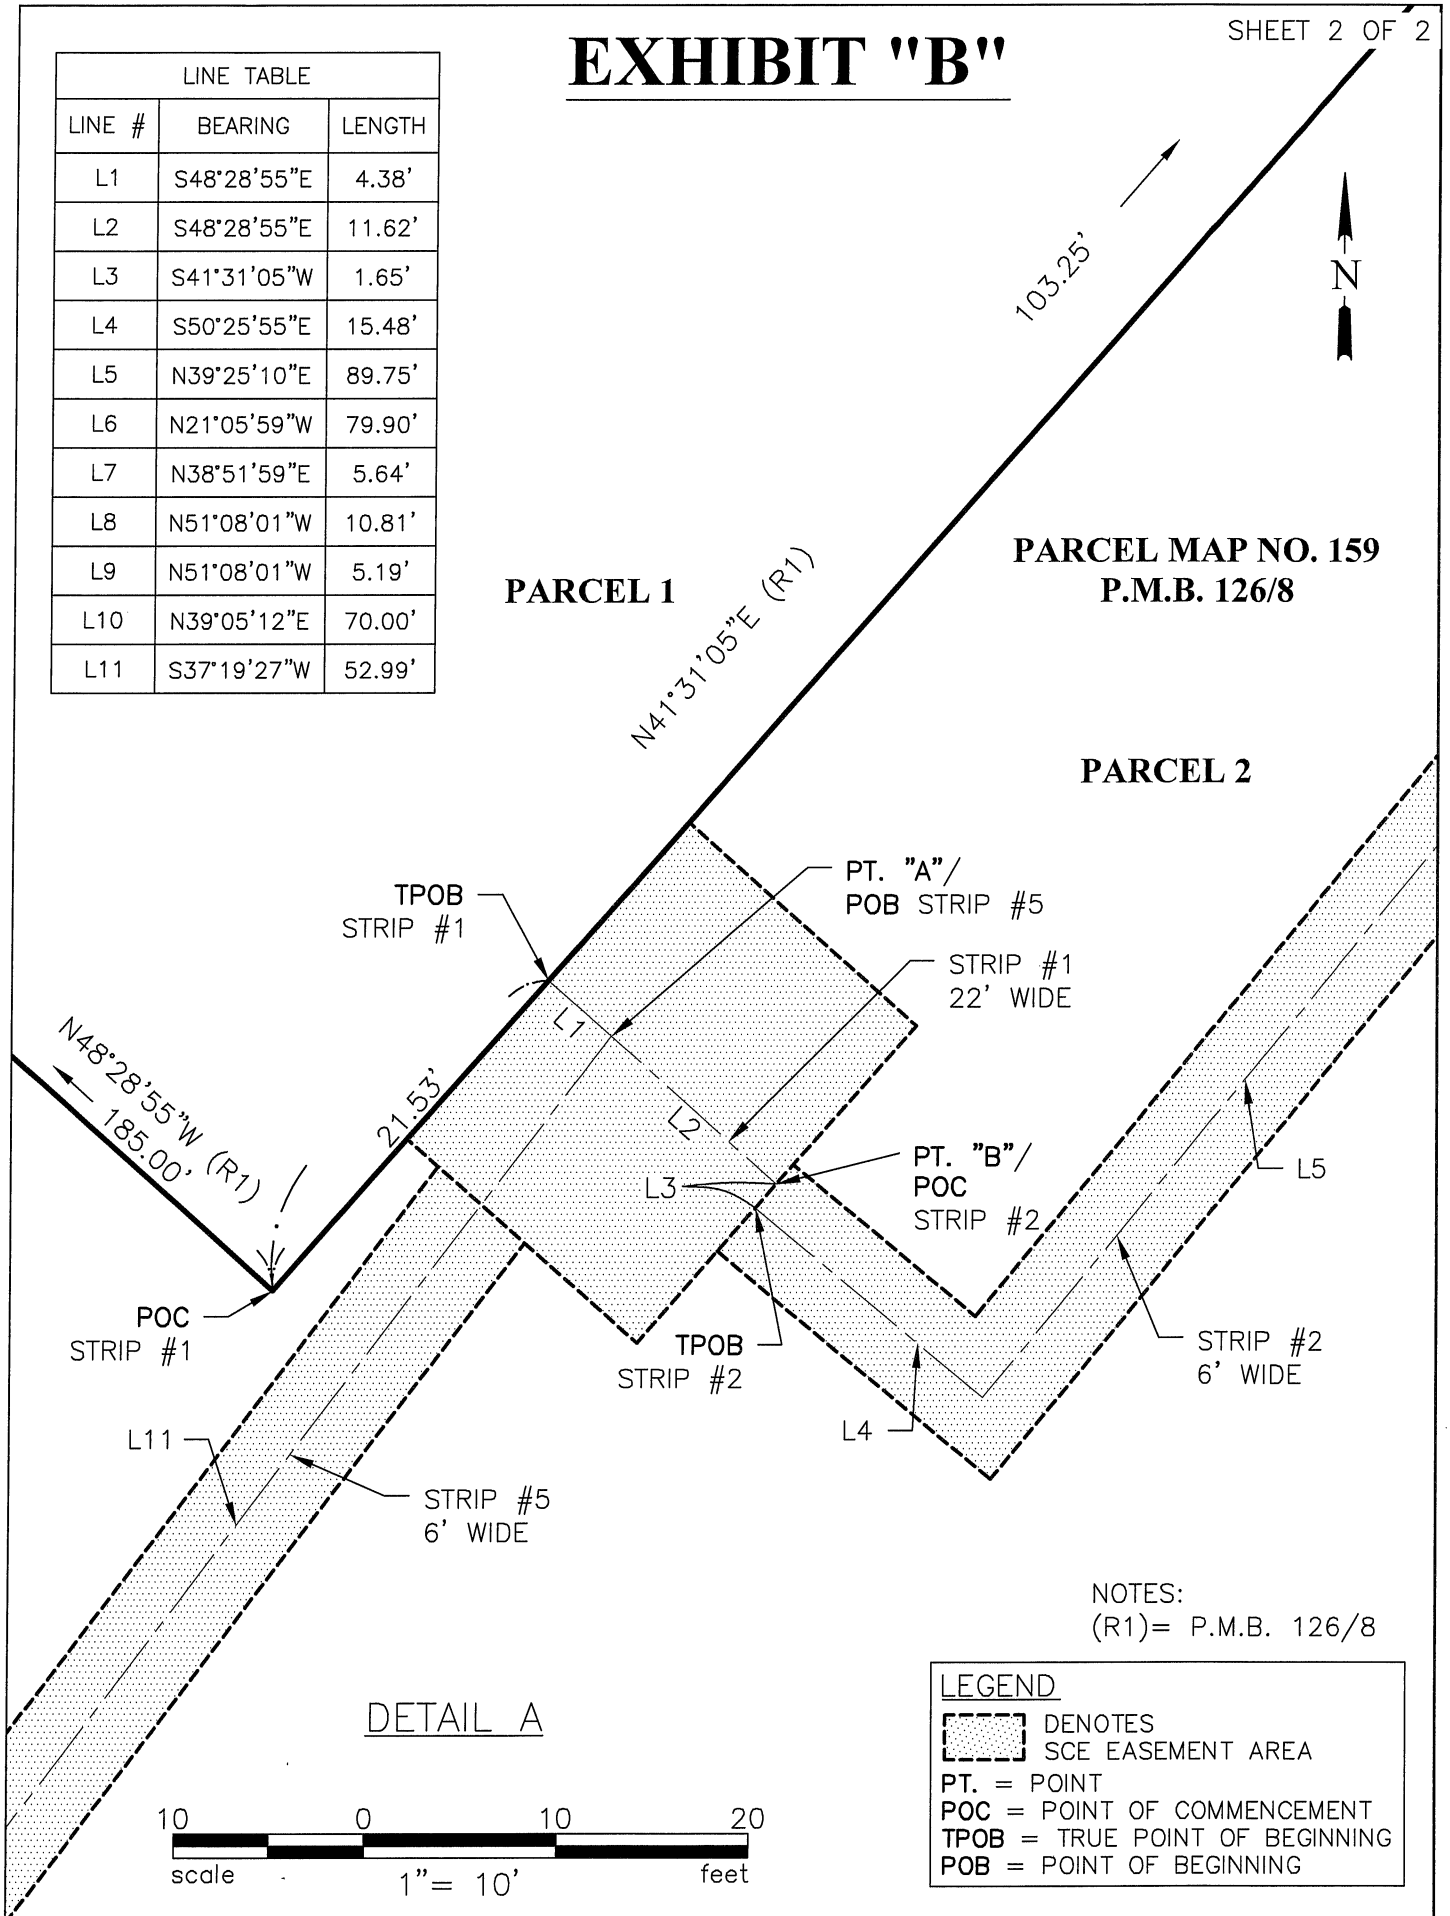 SHEET 2 OF 2
EXHIBIT "B"
LINE TABLE
LINE # BEARING LENGTH
L1 S48°28'55"E 4.38'
L2 S48°28'55"E 11.62'
L3 S41°31'05"W 1.65'
L4 S50°25'55"E 15.48'
L5 N39°25'10"E 89.75'
L6 N21°05'59"W 79.90'
L7 N38°51'59"E 5.64'
L8 N51°08'01"W 10.81'
L9 N51°08'01"W 5.19'
L10 N39°05'12"E 70.00'
L11 S37°19'27"W 52.99'
103.25'
N
PARCEL MAP NO. 159
P.M.B. 126/8
PARCEL 1
N41°31'05"E (R1)
PARCEL 2
PT. "A"/
POB STRIP #5
TPOB
STRIP #1
STRIP #1
22' WIDE
L1
N48°28'55"W (R1)
185.00'
21.53'
L2
PT. "B"/
POC
STRIP #2
L3
L5
POC
STRIP #1
TPOB
STRIP #2
STRIP #2
6' WIDE
L4
L11
STRIP #5
6' WIDE
NOTES:
(R1)= P.M.B. 126/8
DETAIL A
LEGEND
DENOTES
SCE EASEMENT AREA
PT. = POINT
POC = POINT OF COMMENCEMENT
TPOB = TRUE POINT OF BEGINNING
POB = POINT OF BEGINNING
10 0 10 20
scale 1"= 10' feet